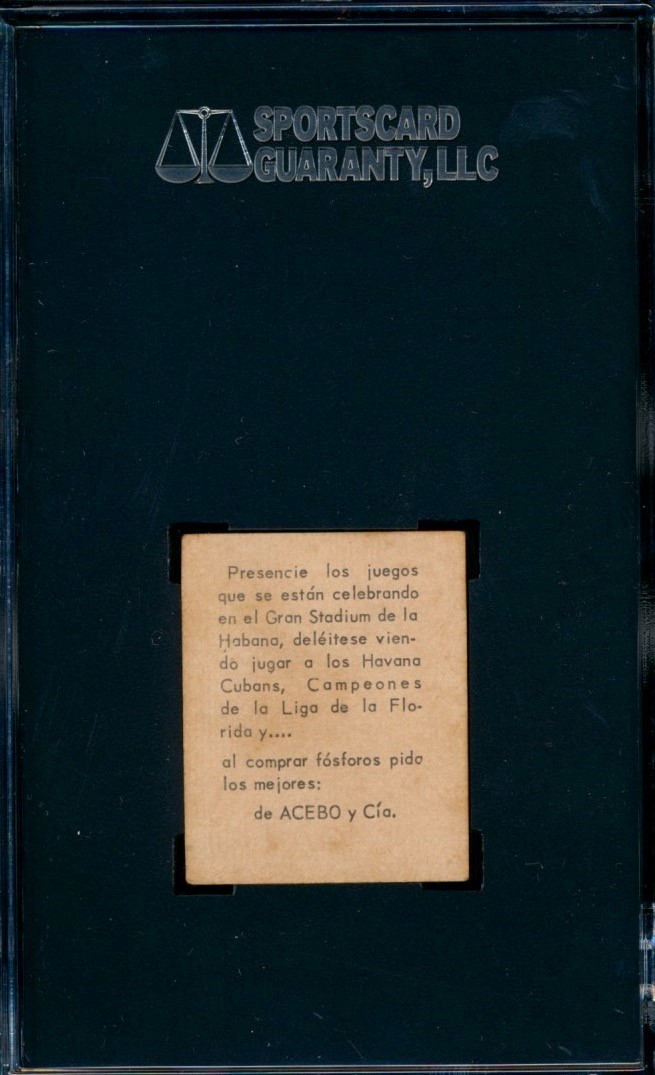 SPORTSCARD
GUARANTY, LLC
Presencie los juegos
que se están celebrando
en el Gran Stadium de la
Habana, deléitese vien-
do jugar a los Havana
Cubans, Campeones
de la Liga de la Flo-
rida y....
al comprar fósforos pida
los mejores:
de ACEBO y Cía.